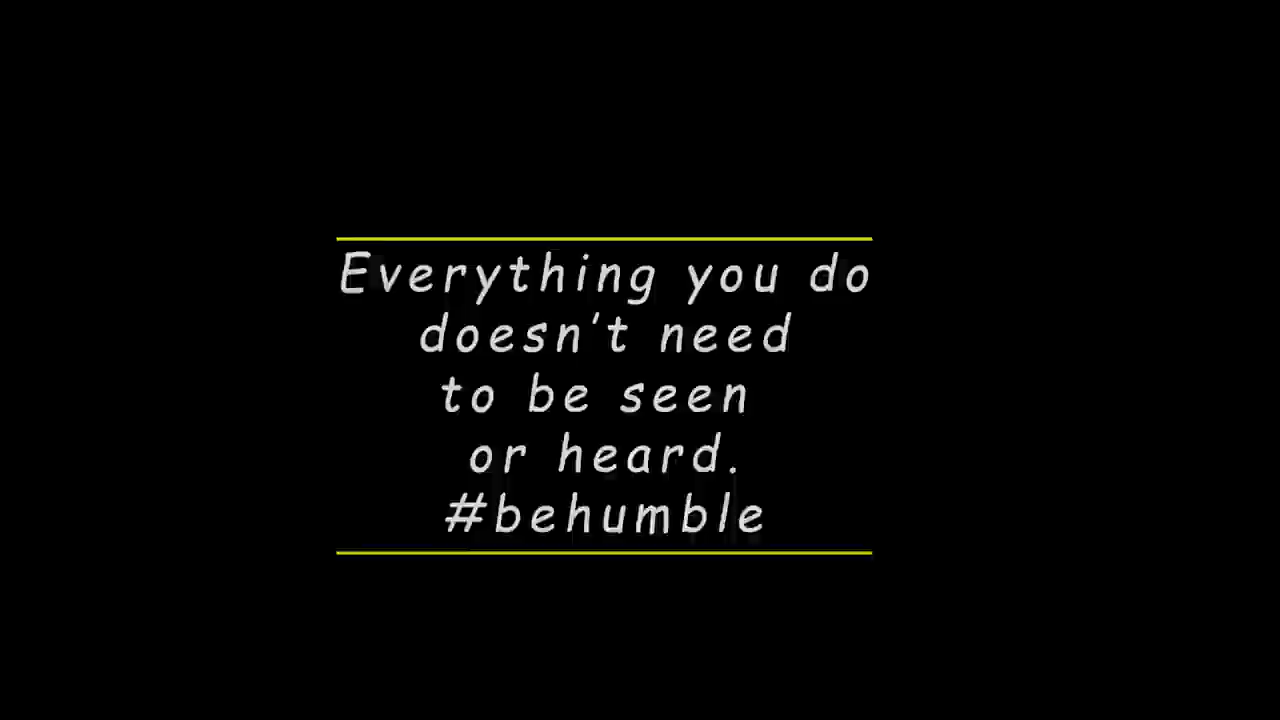 Everything you do
doesn't need
to be seen
or heard.
#behumble